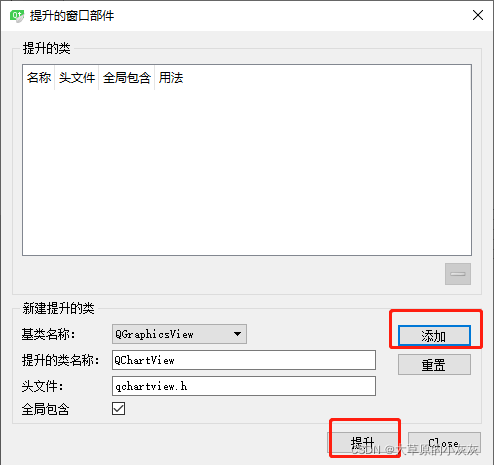 提升的窗口部件
提升的类
名称 头文件 全局包含 用法
新建提升的类
基类名称: QGraphicsView 添加
提升的类名称: QChartView 重置
头文件: qchartview.h
全局包含
提升 Close
CSDN @大草原的小灰灰